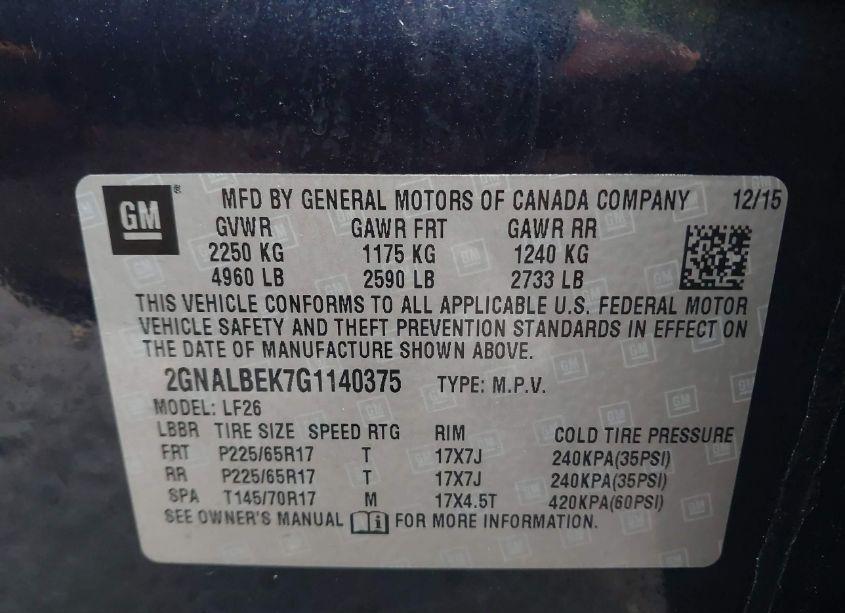 GM ® MFD BY GENERAL MOTORS OF CANADA COMPANY 12/15
GVWR GAWR FRT GAWR RR
2250 KG 1175 KG 1240 KG
4960 LB 2590 LB 2733 LB
THIS VEHICLE CONFORMS TO ALL APPLICABLE U.S. FEDERAL MOTOR
VEHICLE SAFETY AND THEFT PREVENTION STANDARDS IN EFFECT ON
THE DATE OF MANUFACTURE SHOWN ABOVE.
2GNALBEK7G1140375 TYPE: M.P.V.
MODEL: LF26
LBBR TIRE SIZE SPEED RTG RIM COLD TIRE PRESSURE
FRT P225/65R17 T 17X7J 240KPA(35PSI)
RR P225/65R17 T 17X7J 240KPA(35PSI)
SPA T145/70R17 M 17X4.5T 420KPA(60PSI)
SEE OWNER'S MANUAL i FOR MORE INFORMATION.